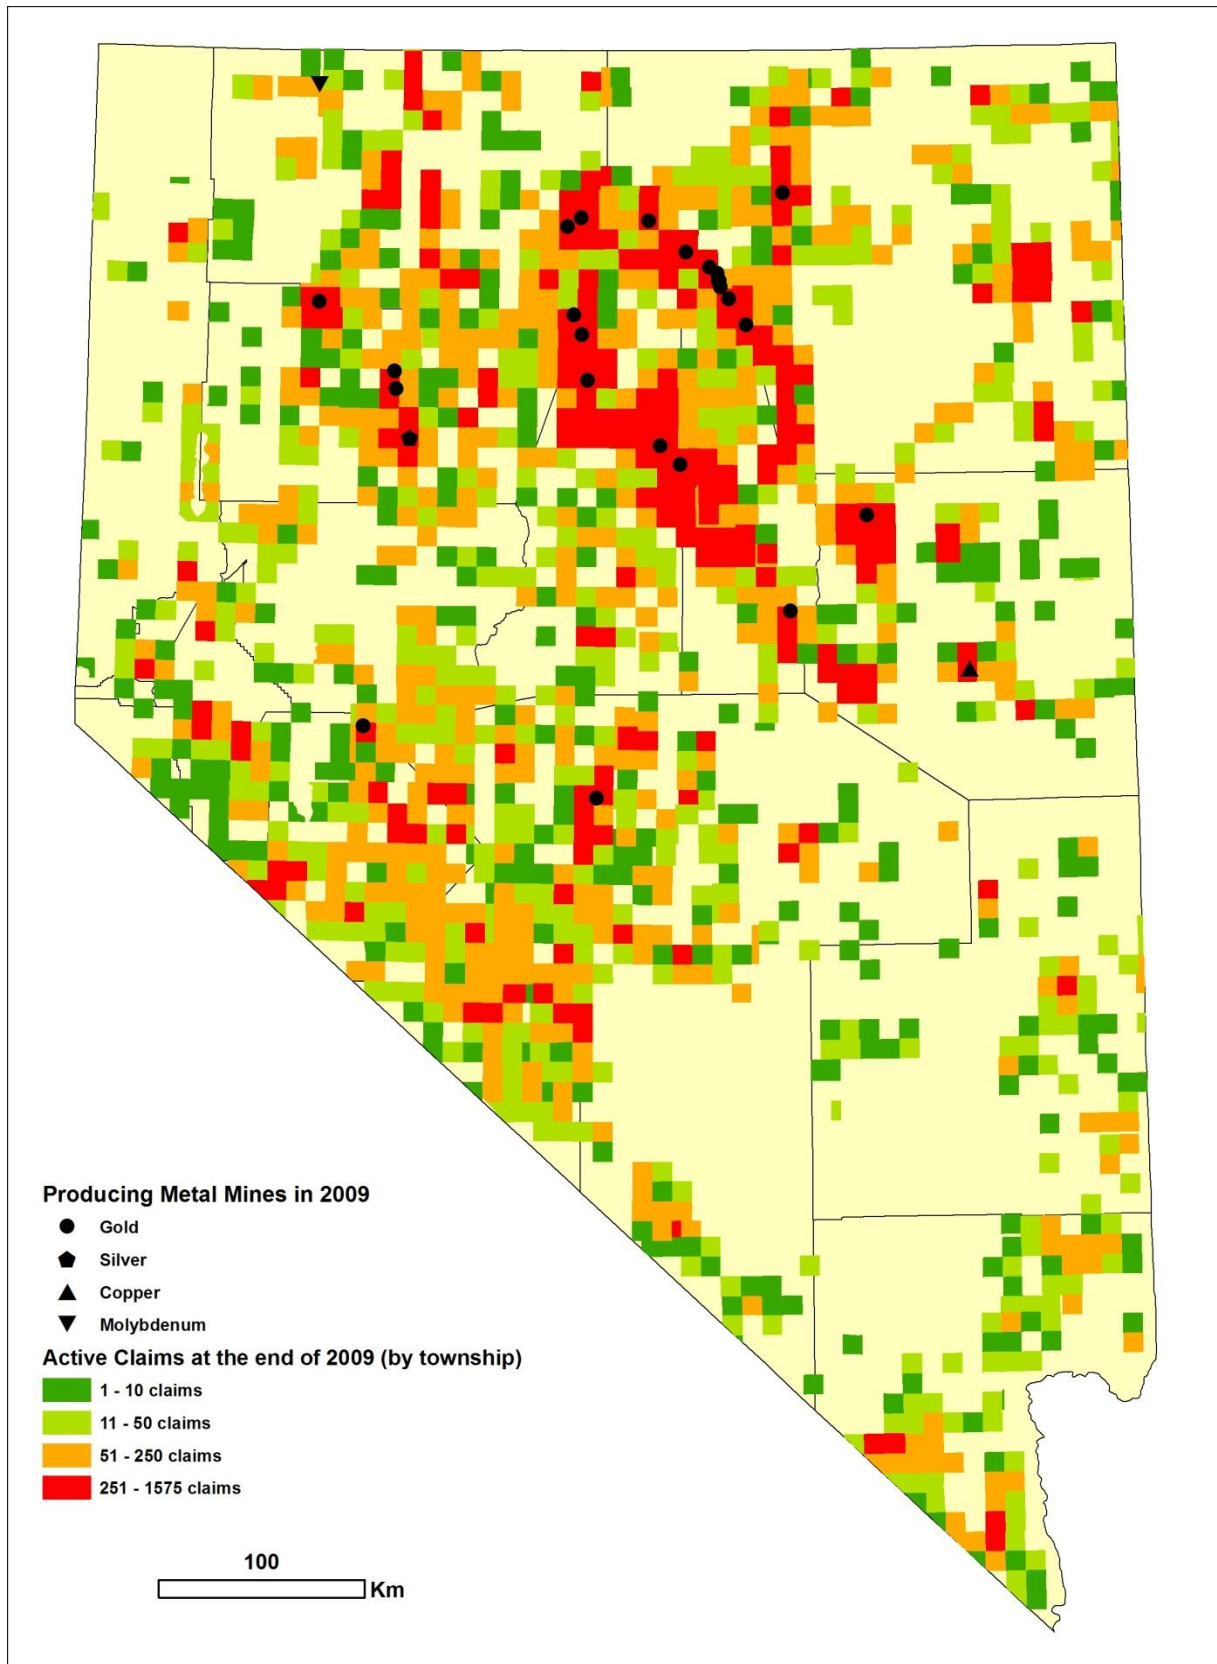 Producing Metal Mines in 2009
Gold
Silver
Copper
Molybdenum
Active Claims at the end of 2009 (by township)
1 - 10 claims
11 - 50 claims
51 - 250 claims
251 - 1575 claims
100
Km